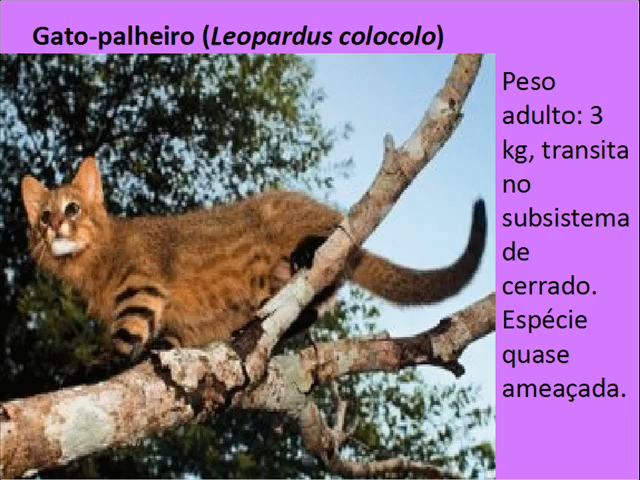 Gato-palheiro (Leopardus colocolo)
Peso
adulto: 3
kg, transita
no
subsistema
de
cerrado.
Espécie
quase
ameaçada.